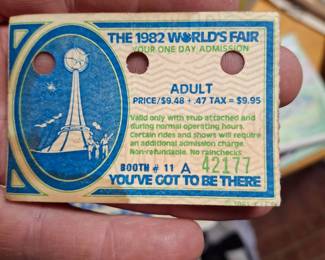 THE 1982 WORLD'S FAIR
YOUR ONE DAY ADMISSION
ADULT
PRICE/$9.48 + .47 TAX = $9.95
Valid only with stub attached and
during normal operating hours.
Certain rides and shows will require
an additional admission charge.
Non-refundable. No rainchecks.
BOOTH # 11 A 42177
YOU'VE GOT TO BE THERE